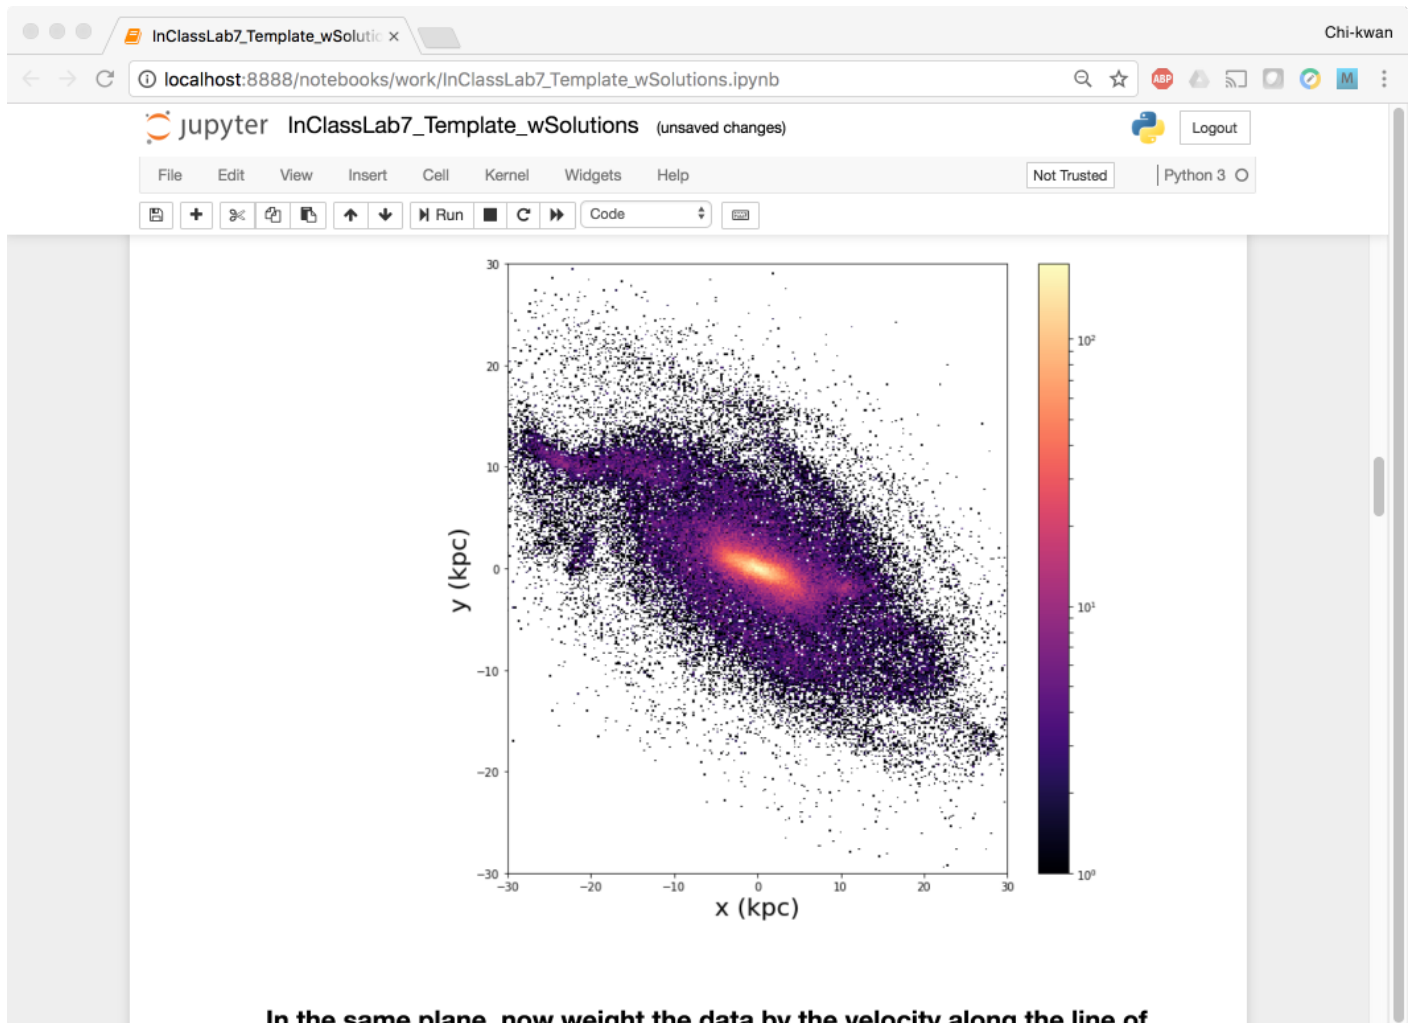 InClassLab7_Template_wSolutio
Chi-kwan
localhost:8888/notebooks/work/InClassLab7_Template_wSolutions.ipynb
ABP
M
jupyter InClassLab7_Template_wSolutions (unsaved changes)
Logout
File Edit View Insert Cell Kernel Widgets Help
Not Trusted
Python 3
Run
Code
30
20
10
0
−10
−20
−30
y (kpc)
−30 −20 −10 0 10 20 30
x (kpc)
10²
10¹
10⁰
In the same plane, now weight the data by the velocity along the line of